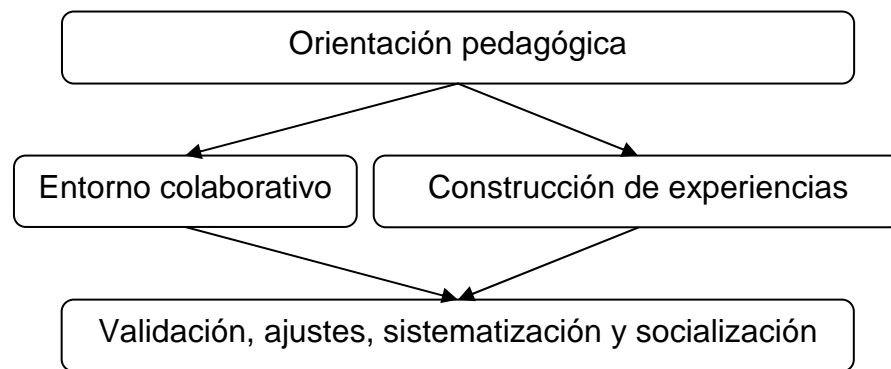 Orientación pedagógica
Entorno colaborativo
Construcción de experiencias
Validación, ajustes, sistematización y socialización